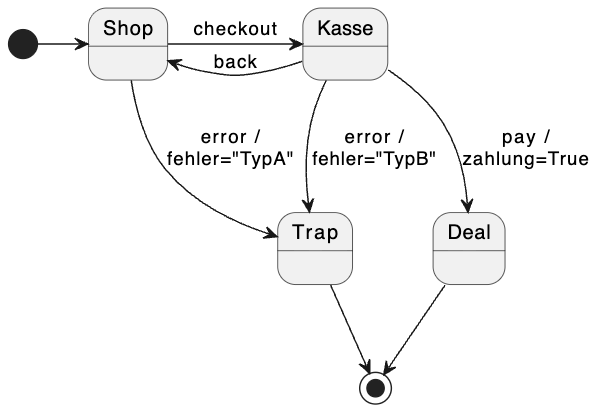 Shop
checkout
Kasse
back
error /
fehler="TypA"
error /
fehler="TypB"
pay /
zahlung=True
Trap
Deal